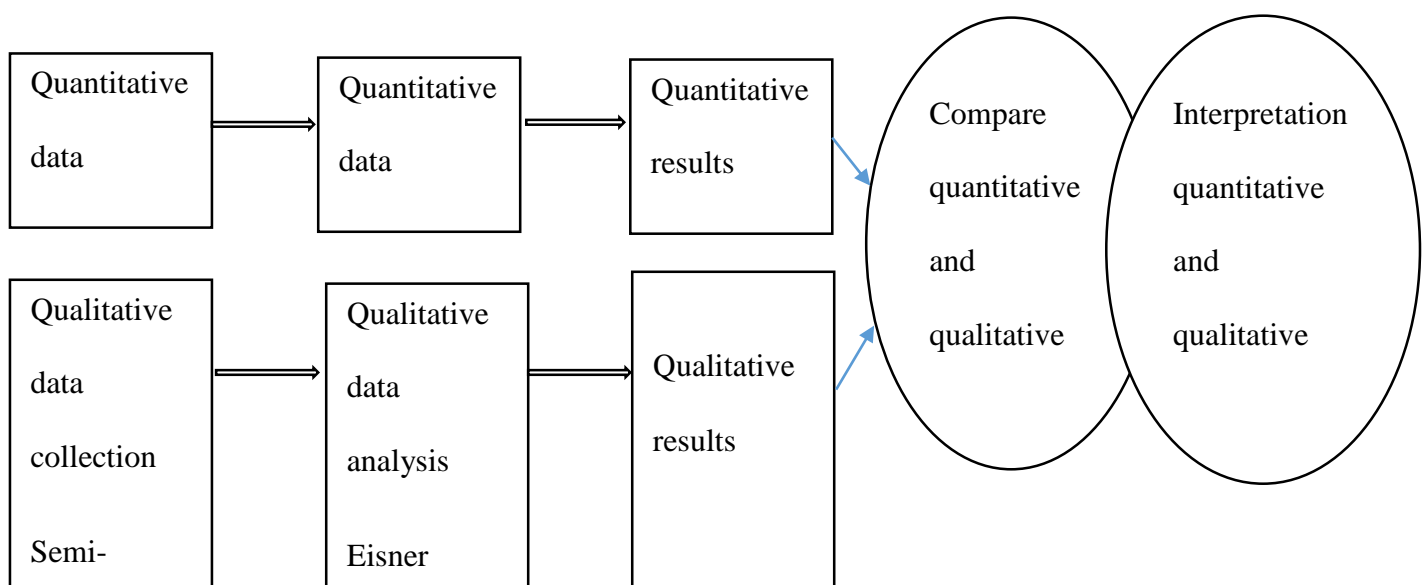 Quantitative
data
Quantitative
data
Quantitative
results
Compare
quantitative
and
qualitative
Interpretation
quantitative
and
qualitative
Qualitative
data
collection
Semi-
Qualitative
data
analysis
Eisner
Qualitative
results